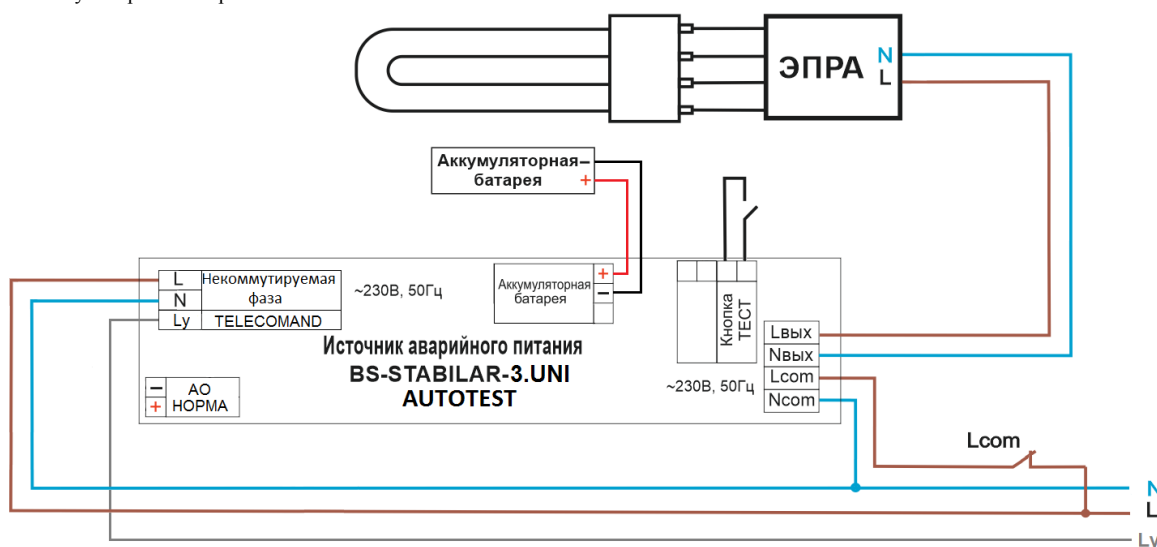 ЭПРА
N
L
Аккумуляторная –
батарея +
L
N
Ly
Некоммутируемая
фаза
TELECOMAND
~230В, 50Гц
Аккумуляторная
батарея
+
–
Кнопка
ТЕСТ
Источник аварийного питания
BS-STABILAR-3.UNI
AUTOTEST
– АО
+ НОРМА
~230В, 50Гц
Lвых
Nвых
Lcom
Ncom
Lcom
N
L
Ly